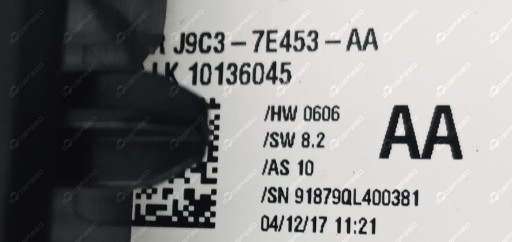 R J9C3-7E453-AA
LK 10136045
/HW 0606
/SW 8.2
AA
/AS 10
/SN 91879QL400381
04/12/17 11:21